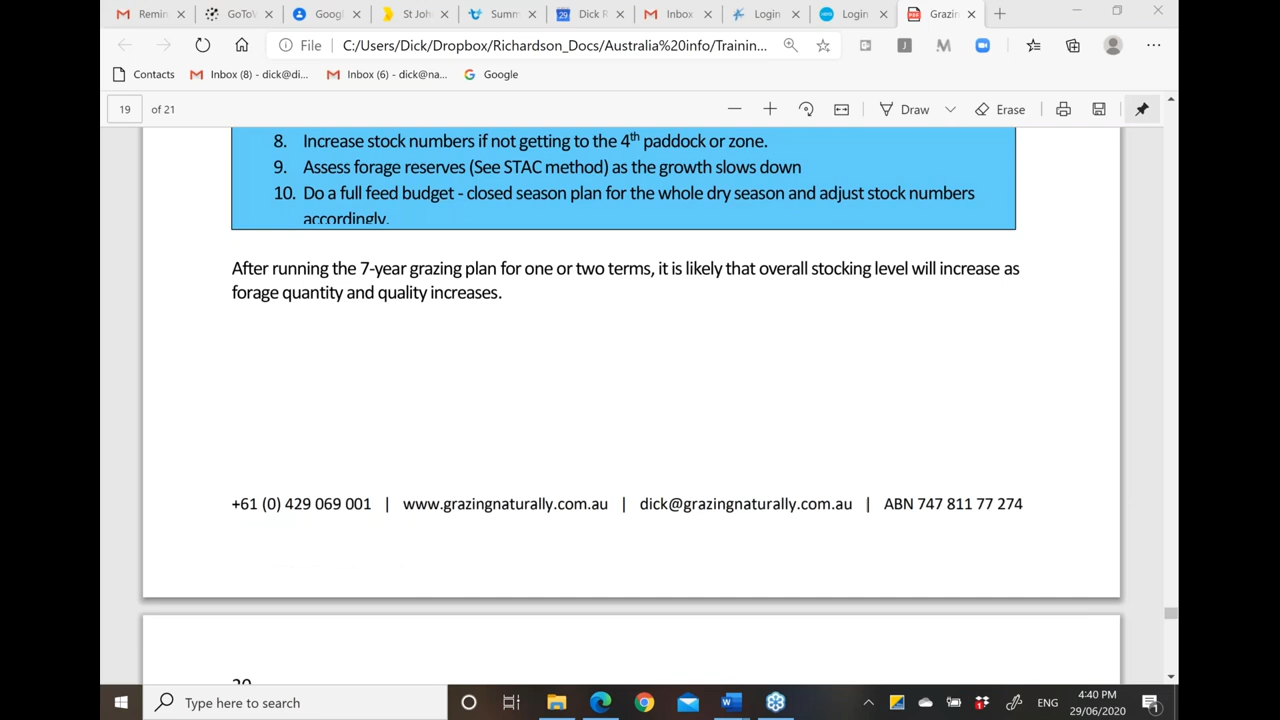 Remin
GoToV
Googl
St Joh
Summ
29 Dick R
Inbox
Login
Login
Grazin
File C:/Users/Dick/Dropbox/Richardson_Docs/Australia%20info/Trainin...
Contacts
Inbox (8) - dick@di...
Inbox (6) - dick@na...
Google
19 of 21
Draw
Erase
8. Increase stock numbers if not getting to the 4th paddock or zone.
9. Assess forage reserves (See STAC method) as the growth slows down
10. Do a full feed budget - closed season plan for the whole dry season and adjust stock numbers
accordingly.
After running the 7-year grazing plan for one or two terms, it is likely that overall stocking level will increase as
forage quantity and quality increases.
+61 (0) 429 069 001 | www.grazingnaturally.com.au | dick@grazingnaturally.com.au | ABN 747 811 77 274
20
Type here to search
ENG
4:40 PM
29/06/2020
1